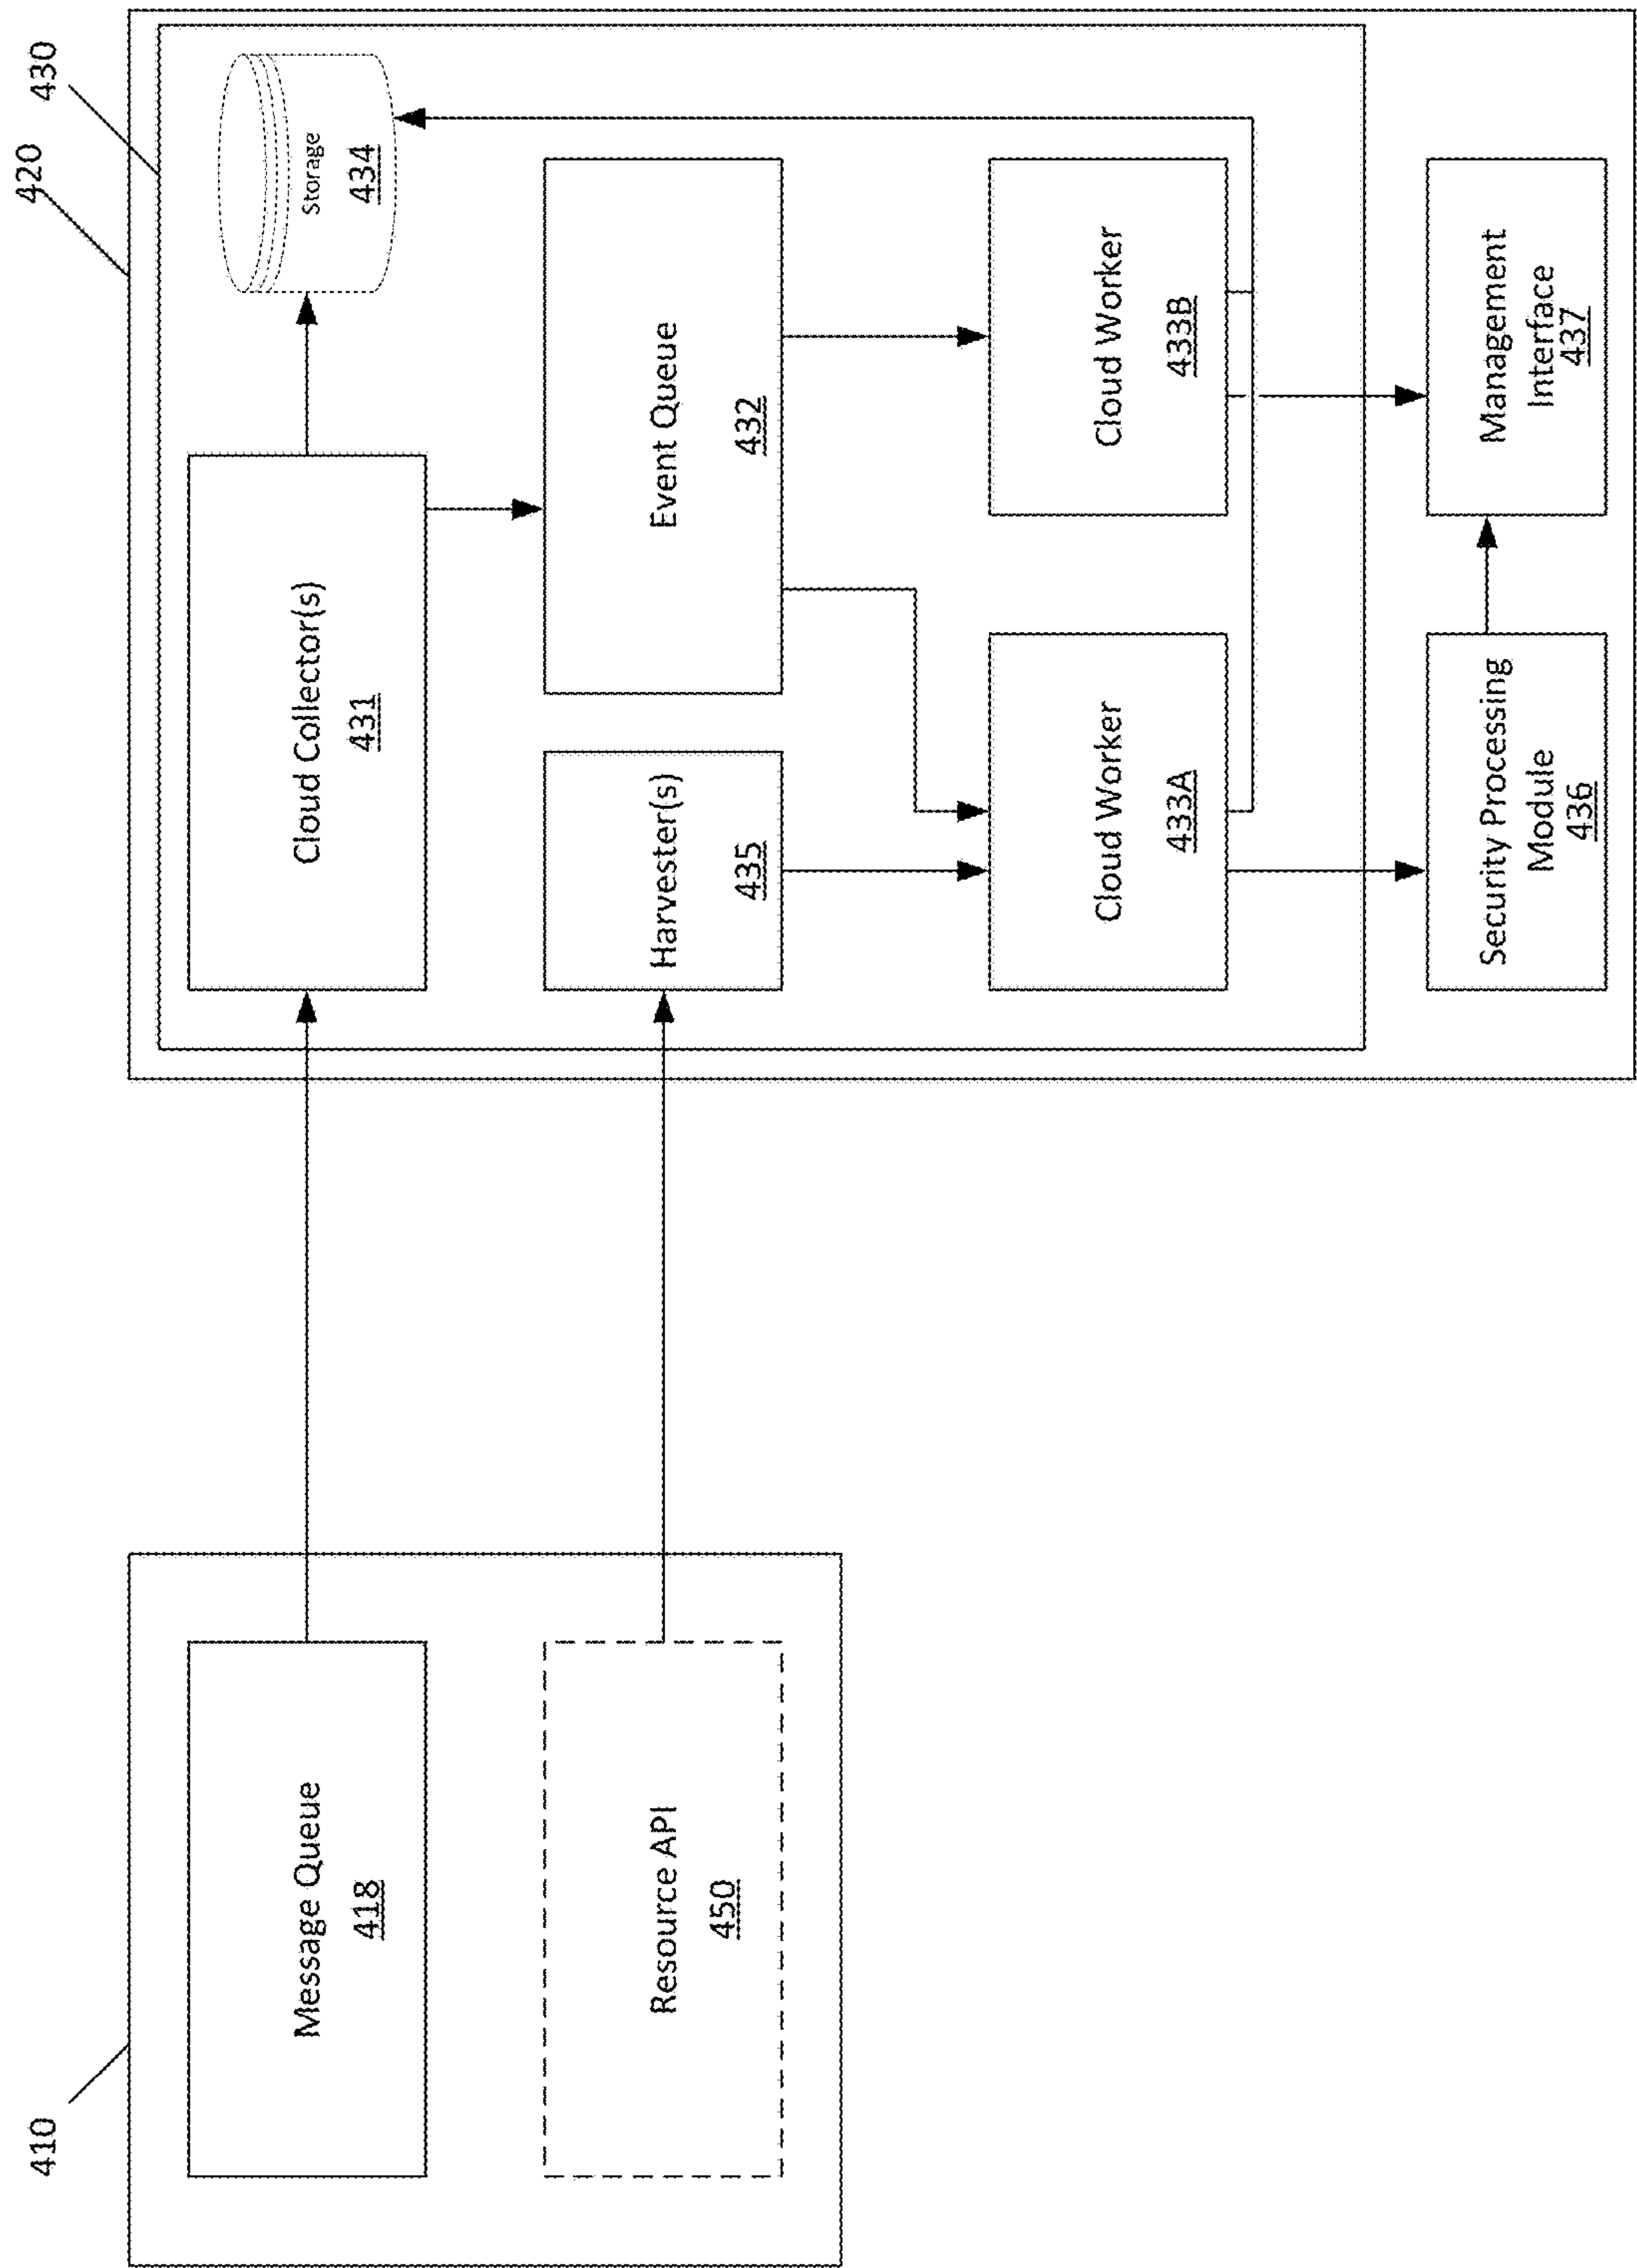 410
420
430
Message Queue
418
Resource API
450
Cloud Collector(s)
431
Storage
434
Harvester(s)
435
Event Queue
432
Cloud Worker
433A
Cloud Worker
433B
Security Processing
Module
436
Management
Interface
437